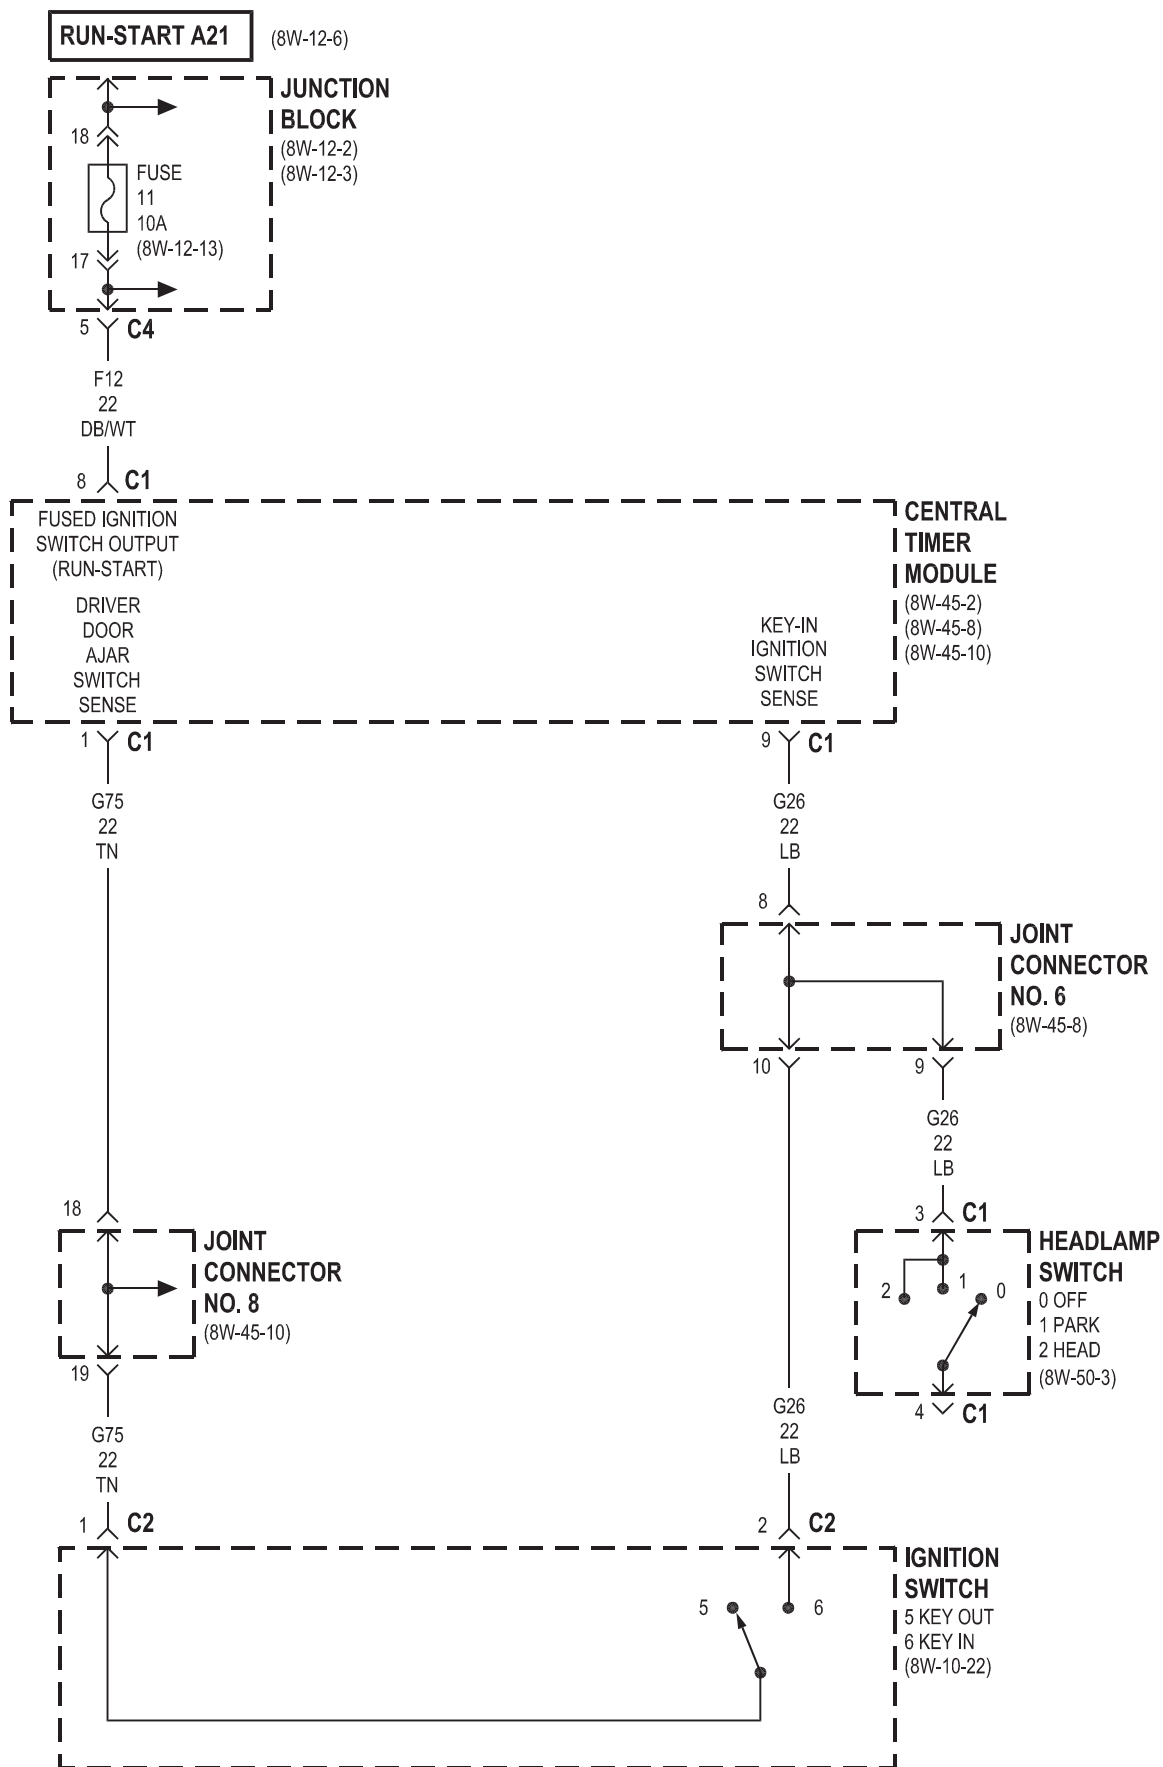 RUN-START A21 (8W-12-6)
JUNCTION
BLOCK
(8W-12-2)
(8W-12-3)
18
FUSE
11
10A
(8W-12-13)
17
5 C4
F12
22
DB/WT
8 C1
FUSED IGNITION
SWITCH OUTPUT
(RUN-START)
DRIVER
DOOR
AJAR
SWITCH
SENSE
KEY-IN
IGNITION
SWITCH
SENSE
CENTRAL
TIMER
MODULE
(8W-45-2)
(8W-45-8)
(8W-45-10)
1 C1
9 C1
G75
22
TN
G26
22
LB
8
JOINT
CONNECTOR
NO. 6
(8W-45-8)
10
9
G26
22
LB
18
JOINT
CONNECTOR
NO. 8
(8W-45-10)
19
3 C1
HEADLAMP
SWITCH
0 OFF
1 PARK
2 HEAD
(8W-50-3)
2
1
0
4 C1
G75
22
TN
G26
22
LB
1 C2
2 C2
IGNITION
SWITCH
5 KEY OUT
6 KEY IN
(8W-10-22)
5
6